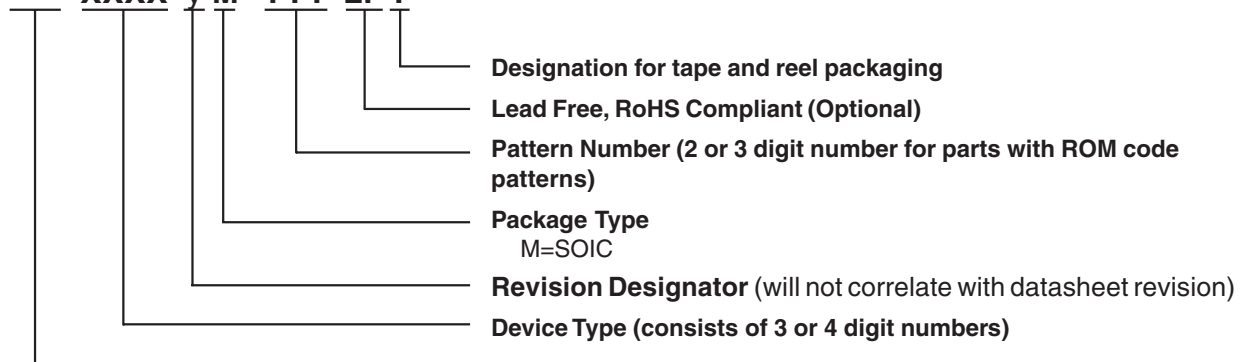 Designation for tape and reel packaging
Lead Free, RoHS Compliant (Optional)
Pattern Number (2 or 3 digit number for parts with ROM code
patterns)
Package Type
M=SOIC
Revision Designator (will not correlate with datasheet revision)
Device Type (consists of 3 or 4 digit numbers)